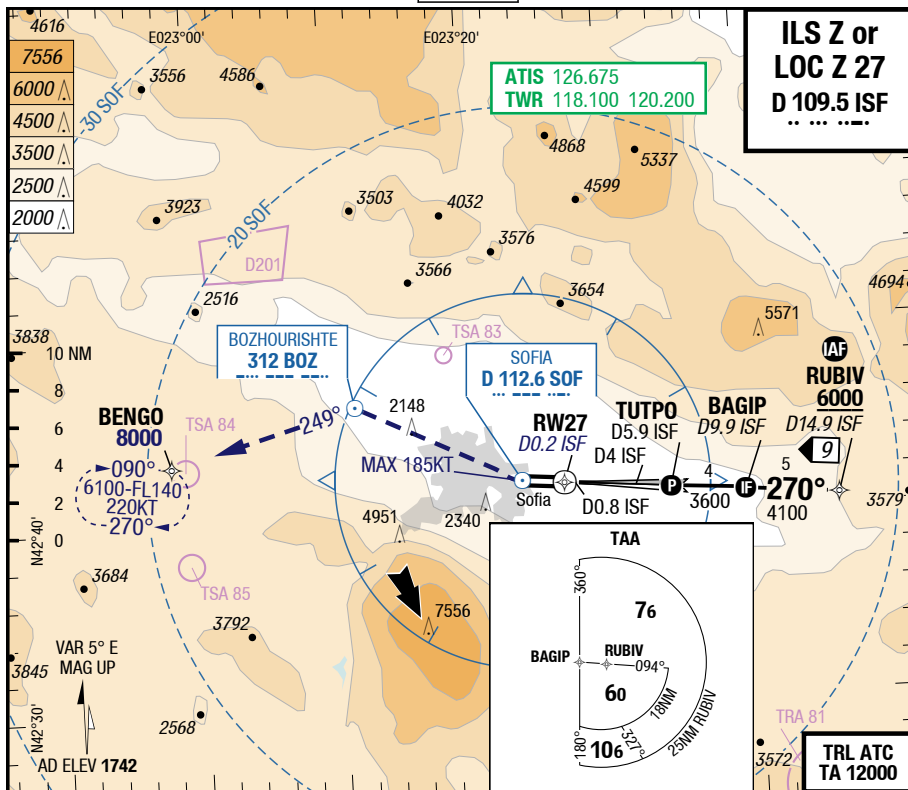 4616
E023°00'
E023°20'
ILS Z or
LOC Z 27
D 109.5 ISF
7556
6000
4500
3500
2500
2000
30 SOF
3556
4586
ATIS 126.675
TWR 118.100 120.200
4868
5337
4599
3923
3503
4032
3576
20 SOF
D201
3566
2516
3654
4694
5571
3838
10 NM
8
6
4
2
0
BOZHOURISHTE
312 BOZ
TSA 83
SOFIA
D 112.6 SOF
IAF
RUBIV
6000
D14.9 ISF
BENGO
8000
TSA 84
249°
2148
RW27
D0.2 ISF
TUTPO
D5.9 ISF
D4 ISF
BAGIP
D9.9 ISF
9
090°
6100-FL140
220KT
270°
MAX 185KT
Sofia
D0.8 ISF
P
4
3600
IF
5
270°
4100
3579
N42°40'
4951
2340
TSA 85
3684
7556
3792
TAA
360°
76
BAGIP
RUBIV
094°
60
18NM
25NM RUBIV
180°
327°
106
VAR 5° E
MAG UP
3845
2568
N42°30'
AD ELEV 1742
TRA 81
3572
TRL ATC
TA 12000